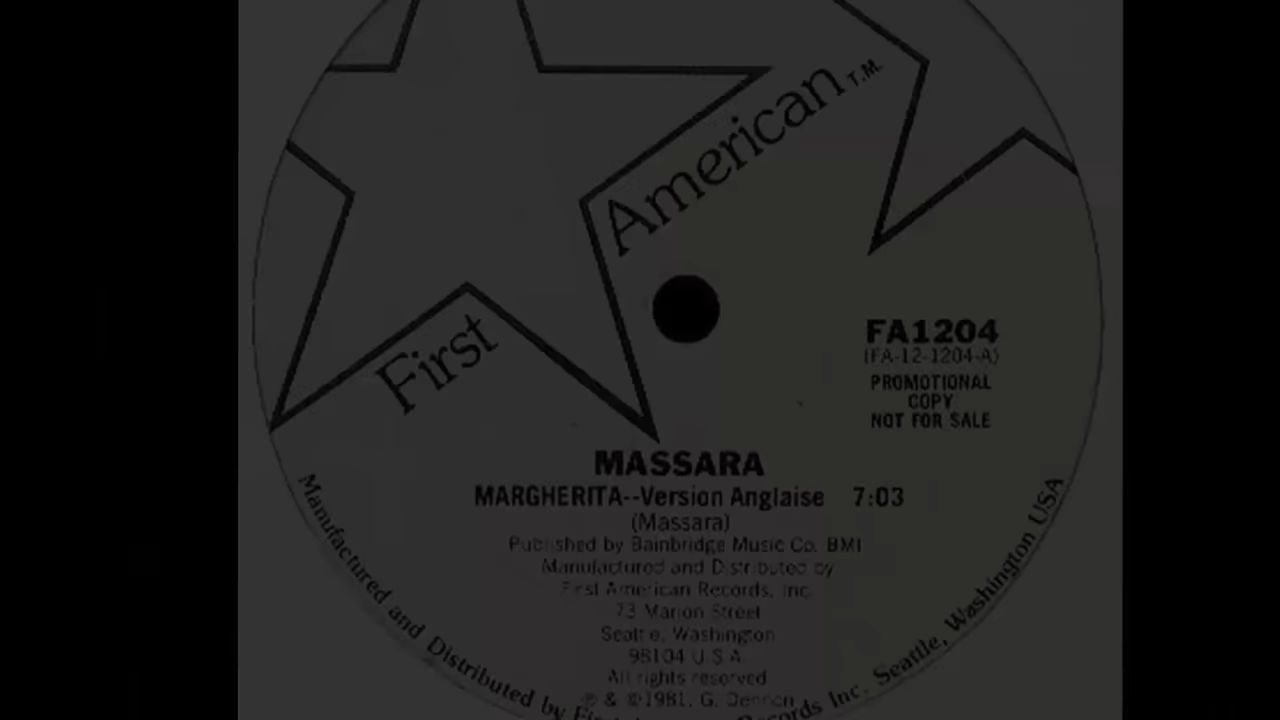 First American T.M.
FA1204
(FA-12-1204-A)
PROMOTIONAL
COPY
NOT FOR SALE
MASSARA
MARGHERITA--Version Anglaise 7:03
(Massara)
Published by Bainbridge Music Co. BMI
Manufactured and Distributed by
First American Records, Inc.
73 Marion Street
Seattle, Washington
98104 U.S.A.
All rights reserved
℗ & ©1981, G. Dennon
Manufactured and Distributed by Records Inc. Seattle, Washington USA